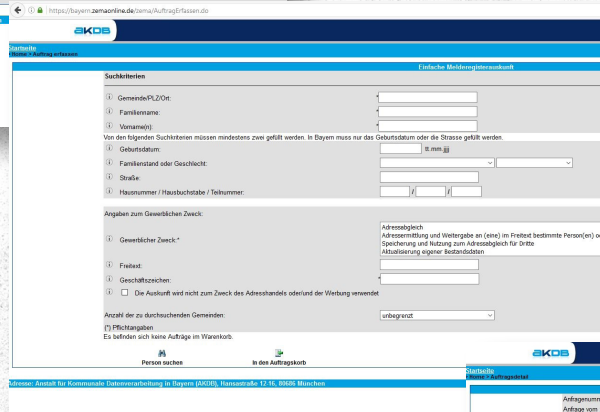 https://bayern.zemaonline.de/zema/AuftragErfassen.do
AKDB
Startseite
Home > Auftrag erfassen
Einfache Melderegisterauskunft
Suchkriterien
Gemeinde/PLZ/Ort: *
Familienname: *
Vorname(n): *
Von den folgenden Suchkriterien müssen mindestens zwei gefüllt werden. In Bayern muss nur das Geburtsdatum oder die Strasse gefüllt werden.
Geburtsdatum: tt.mm.jjjj
Familienstand oder Geschlecht:
Straße:
Hausnummer / Hausbuchstabe / Teilnummer: / /
Angaben zum Gewerblichen Zweck:
Gewerblicher Zweck:*
Adressabgleich
Adressermittlung und Weitergabe an (eine) im Freitext bestimmte Person(en) od
Speicherung und Nutzung zum Adressabgleich für Dritte
Aktualisierung eigener Bestandsdaten
Freitext:
Geschäftszeichen: *
Die Auskunft wird nicht zum Zweck des Adresshandels oder/und der Werbung verwendet
Anzahl der zu durchsuchenden Gemeinden: unbegrenzt
(*) Pflichtangaben
Es befinden sich keine Aufträge im Warenkorb.
Person suchen In den Auftragskorb
Adresse: Anstalt für Kommunale Datenverarbeitung in Bayern (AKDB), Hansastraße 12-16, 80686 München
AKDB
Startseite
Home > Auftragsdetail
Anfragenumm
Anfrage vom